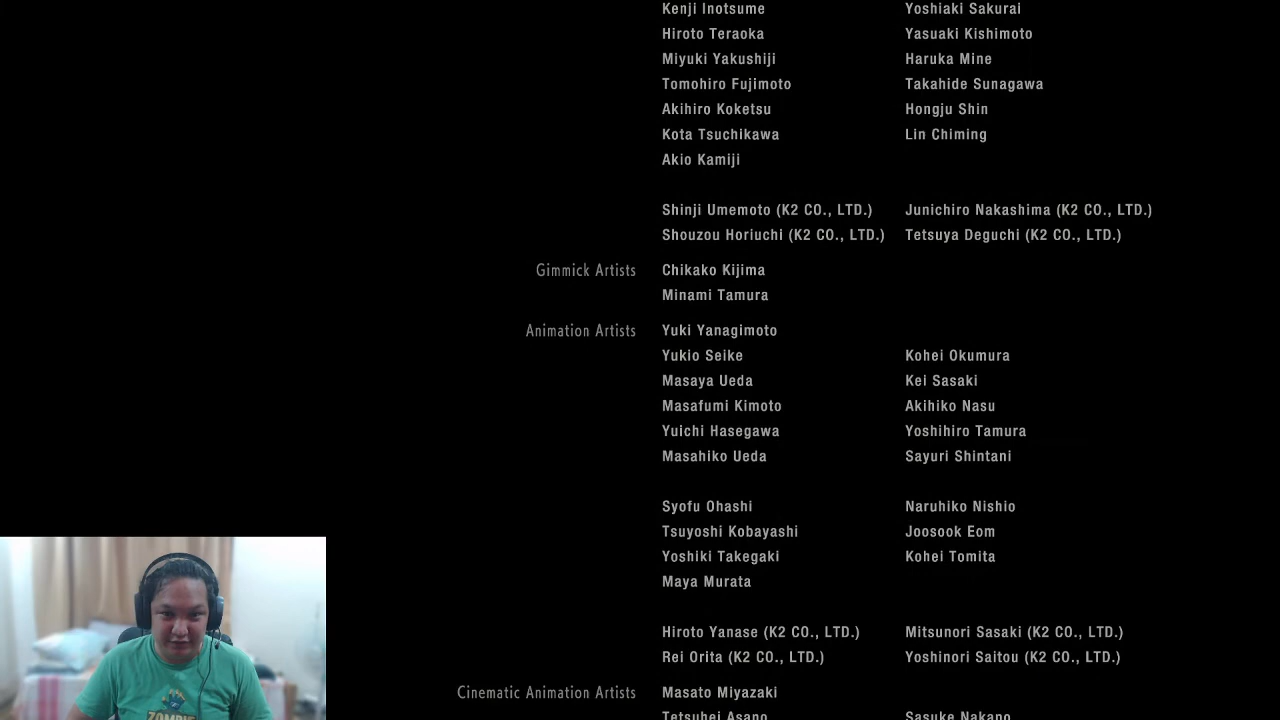 Kenji Inotsume Yoshiaki Sakurai
Hiroto Teraoka Yasuaki Kishimoto
Miyuki Yakushiji Haruka Mine
Tomohiro Fujimoto Takahide Sunagawa
Akihiro Koketsu Hongju Shin
Kota Tsuchikawa Lin Chiming
Akio Kamiji
Shinji Umemoto (K2 CO., LTD.) Junichiro Nakashima (K2 CO., LTD.)
Shouzou Horiuchi (K2 CO., LTD.) Tetsuya Deguchi (K2 CO., LTD.)
Gimmick Artists Chikako Kijima
Minami Tamura
Animation Artists Yuki Yanagimoto
Yukio Seike Kohei Okumura
Masaya Ueda Kei Sasaki
Masafumi Kimoto Akihiko Nasu
Yuichi Hasegawa Yoshihiro Tamura
Masahiko Ueda Sayuri Shintani
Syofu Ohashi Naruhiko Nishio
Tsuyoshi Kobayashi Joosook Eom
Yoshiki Takegaki Kohei Tomita
Maya Murata
Hiroto Yanase (K2 CO., LTD.) Mitsunori Sasaki (K2 CO., LTD.)
Rei Orita (K2 CO., LTD.) Yoshinori Saitou (K2 CO., LTD.)
Cinematic Animation Artists Masato Miyazaki
Tetsuhei Asano Sasuke Nakano
ZOMBIE